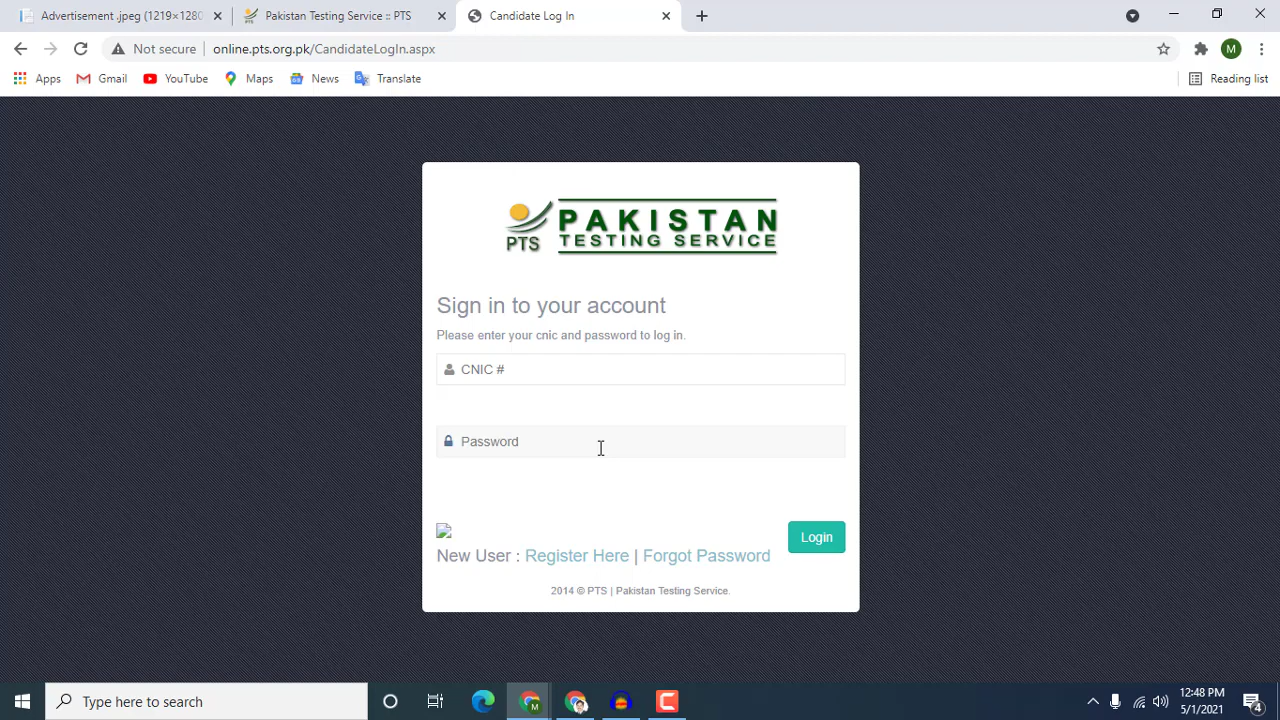 Advertisement .jpeg (1219×1280
Pakistan Testing Service :: PTS
Candidate Log In
Not secure online.pts.org.pk/CandidateLogIn.aspx
M
Apps Gmail YouTube Maps News Translate Reading list
PTS PAKISTAN
TESTING SERVICE
Sign in to your account
Please enter your cnic and password to log in.
CNIC #
Password
Login
New User : Register Here | Forgot Password
2014 © PTS | Pakistan Testing Service.
Type here to search
M
12:48 PM
5/1/2021
4